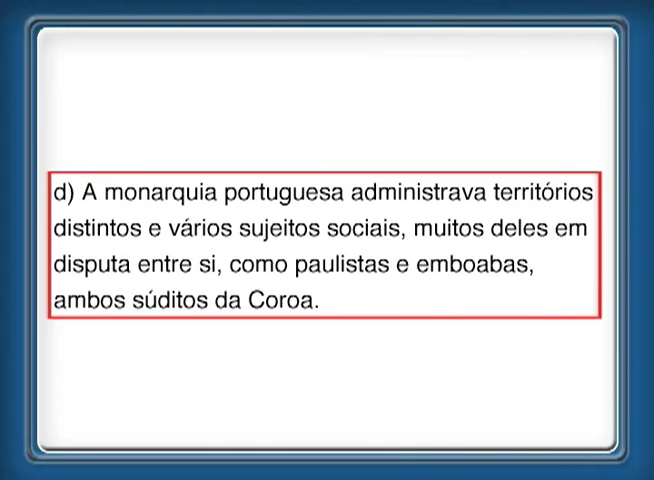 d) A monarquia portuguesa administrava territórios
distintos e vários sujeitos sociais, muitos deles em
disputa entre si, como paulistas e emboabas,
ambos súditos da Coroa.